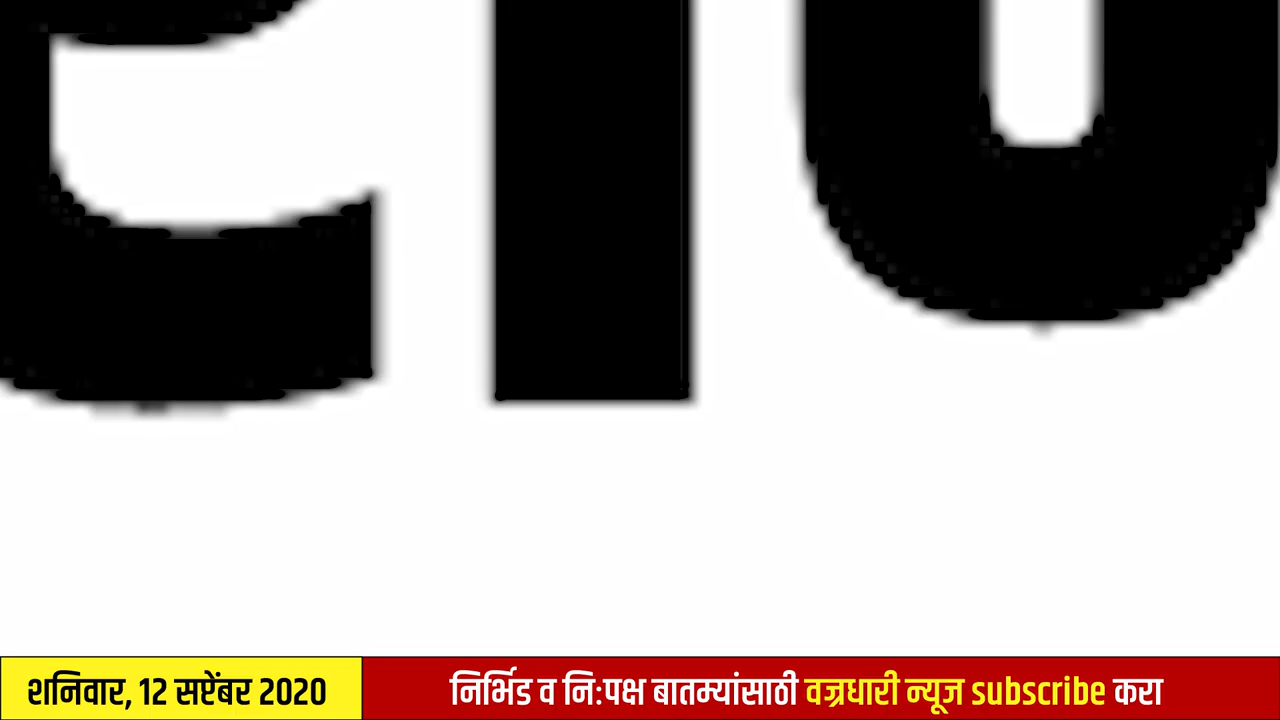 शनिवार, 12 सप्टेंबर 2020
निर्भिड व नि:पक्ष बातम्यांसाठी वज्रधारी न्यूज subscribe करा